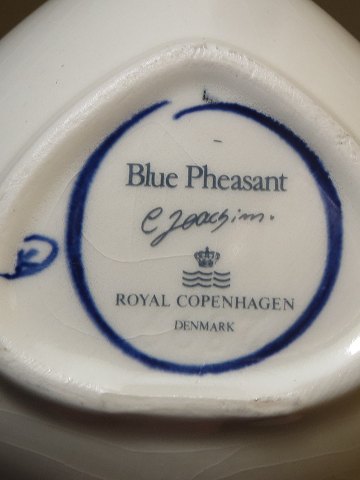 Blue Pheasant
C Joachim.
ROYAL COPENHAGEN
DENMARK